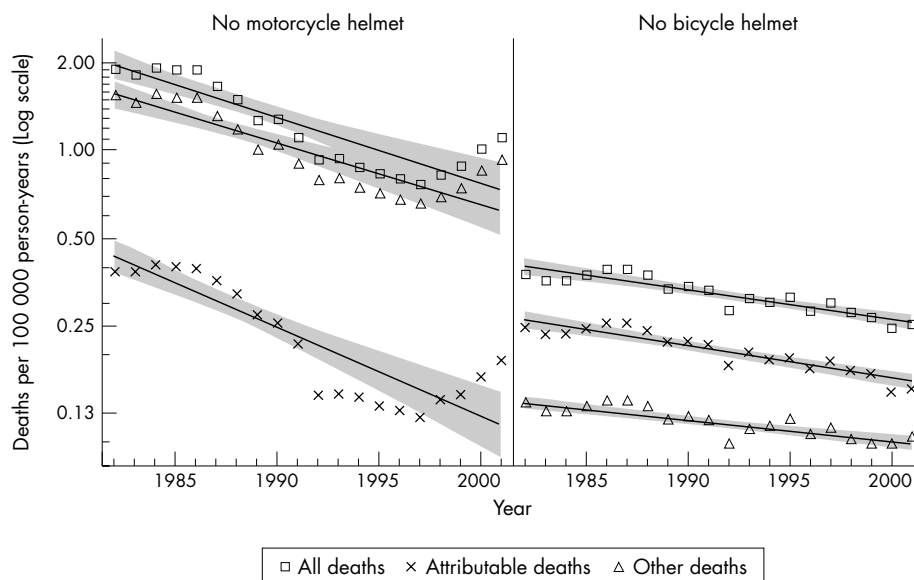 No motorcycle helmet
No bicycle helmet
Deaths per 100 000 person-years (Log scale)
2.00
1.00
0.50
0.25
0.13
1985 1990 1995 2000 1985 1990 1995 2000
Year
All deaths Attributable deaths Other deaths